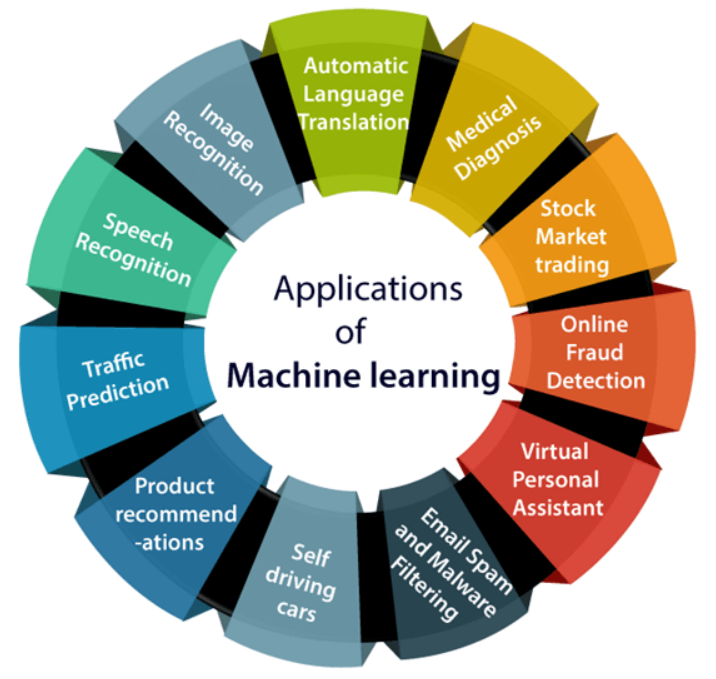 Applications
of
Machine learning
Automatic
Language
Translation
Medical
Diagnosis
Stock
Market
trading
Online
Fraud
Detection
Virtual
Personal
Assistant
Email Spam
and Malware
Filtering
Self
driving
cars
Product
recommend
-ations
Traffic
Prediction
Speech
Recognition
Image
Recognition